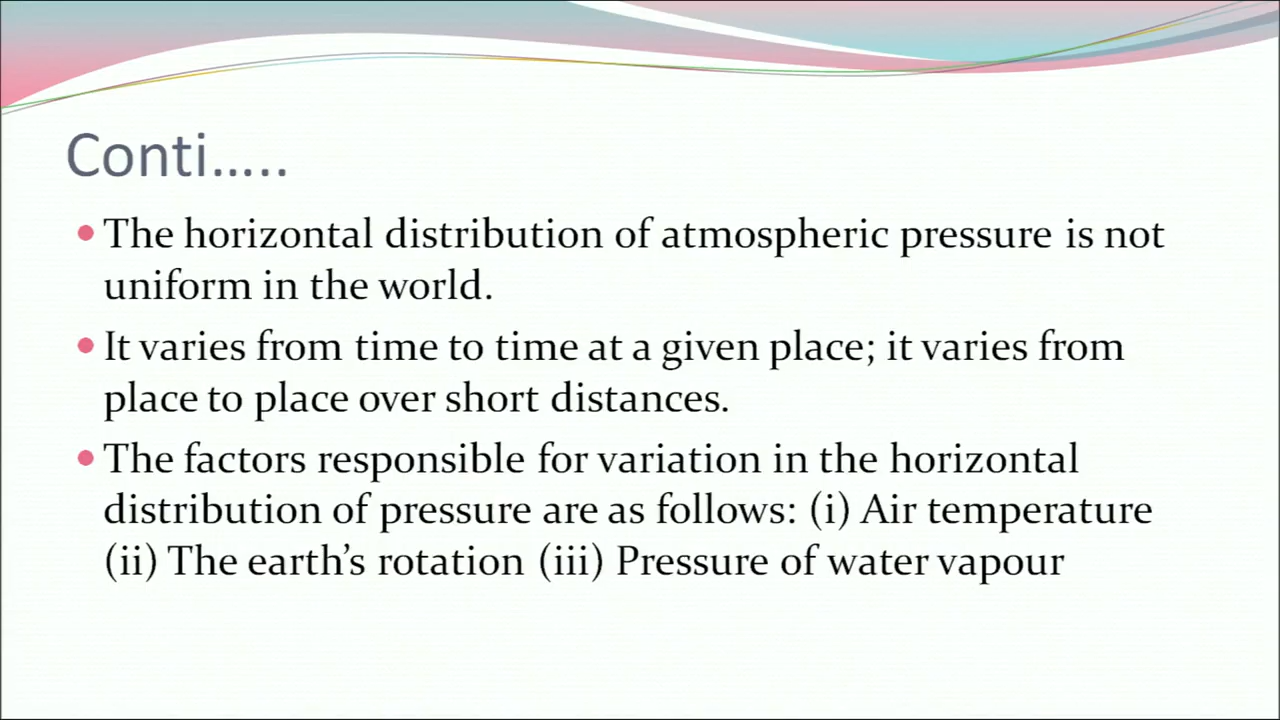 Conti.....
The horizontal distribution of atmospheric pressure is not
uniform in the world.
It varies from time to time at a given place; it varies from
place to place over short distances.
The factors responsible for variation in the horizontal
distribution of pressure are as follows: (i) Air temperature
(ii) The earth’s rotation (iii) Pressure of water vapour